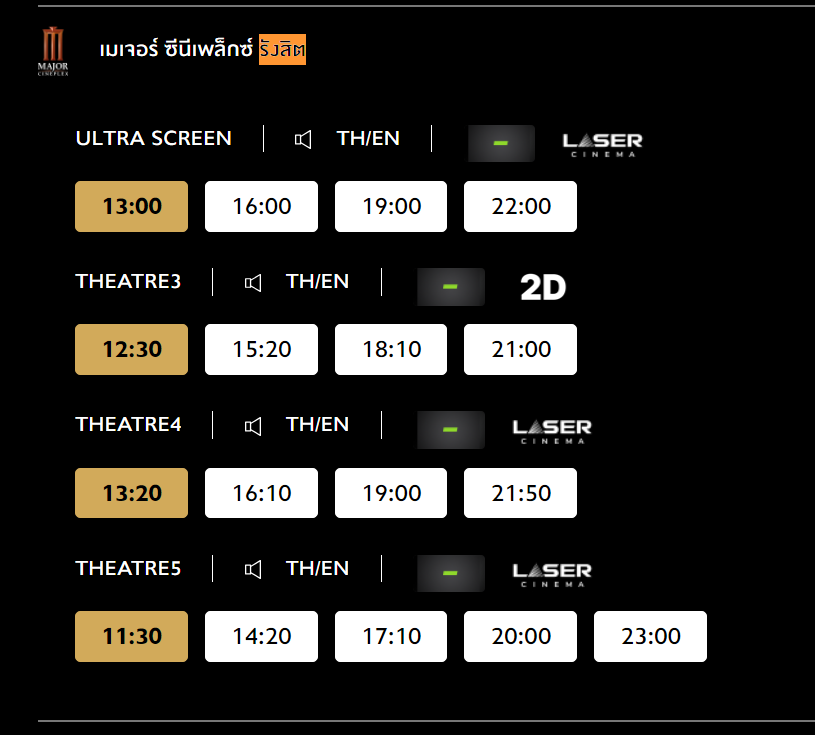 MAJOR
CINEPLEX
เมเจอร์ ซีนีเพล็กซ์ รังสิต
ULTRA SCREEN | TH/EN | - LASER CINEMA
13:00 16:00 19:00 22:00
THEATRE3 | TH/EN | - 2D
12:30 15:20 18:10 21:00
THEATRE4 | TH/EN | - LASER CINEMA
13:20 16:10 19:00 21:50
THEATRE5 | TH/EN | - LASER CINEMA
11:30 14:20 17:10 20:00 23:00